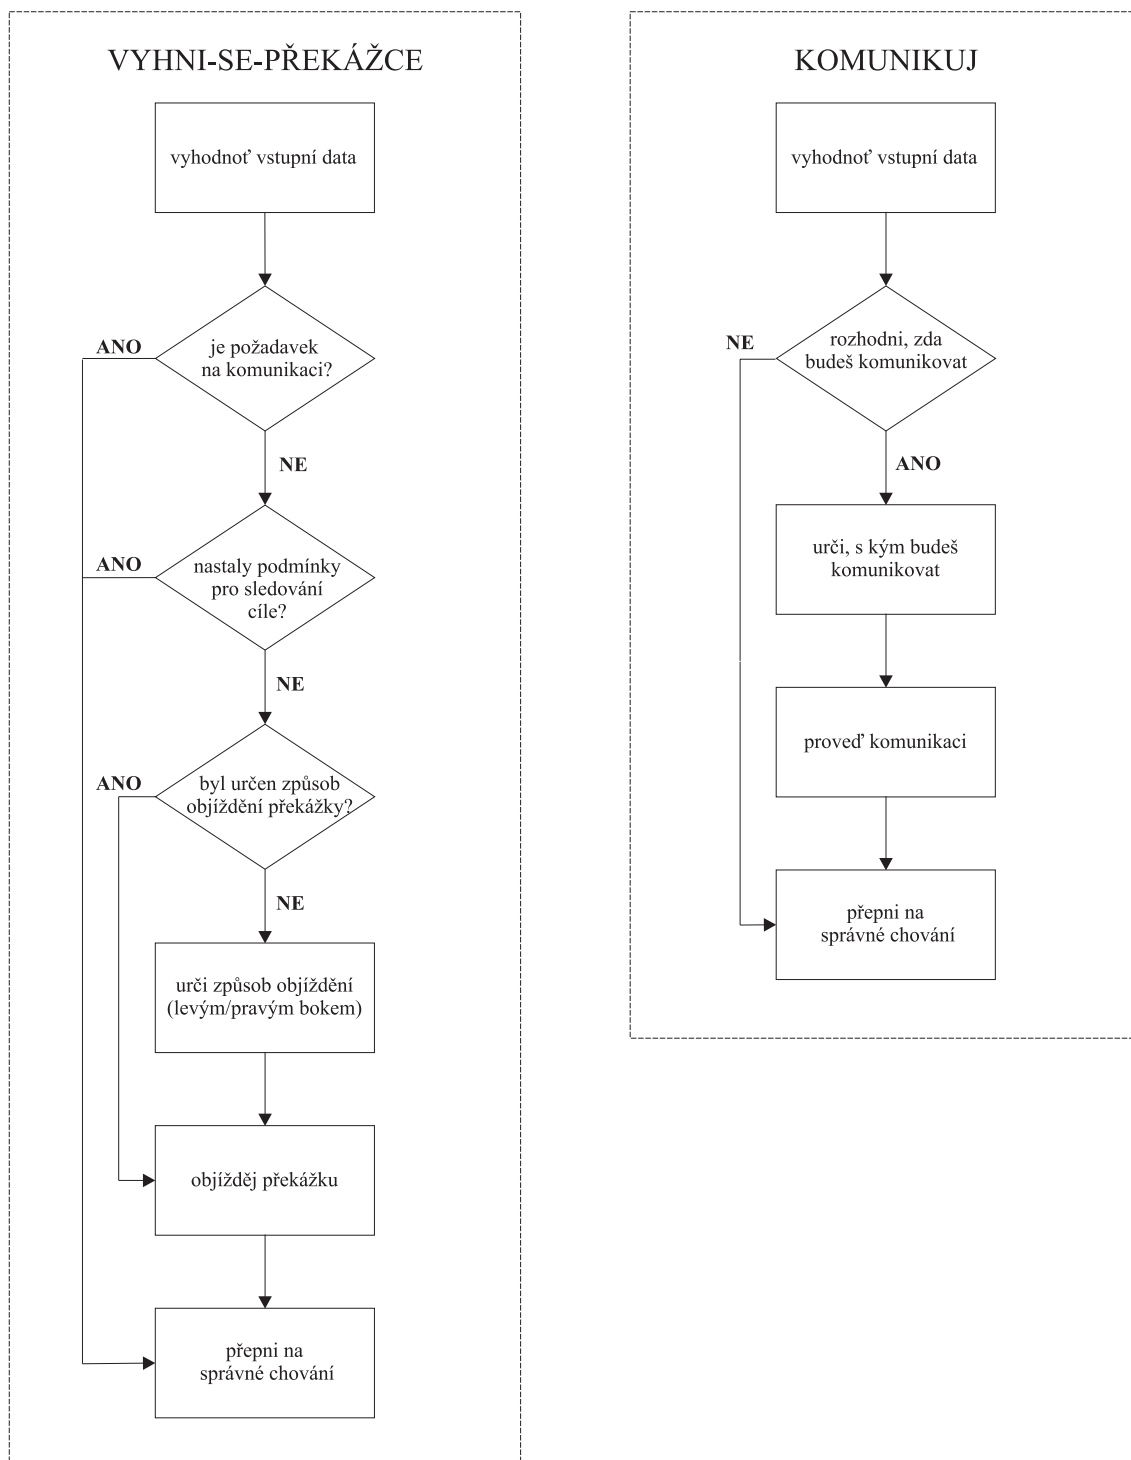 VYHNI-SE-PŘEKÁŽCE
vyhodnoť vstupní data
ANO
je požadavek
na komunikaci?
NE
ANO
nastaly podmínky
pro sledování
cíle?
NE
ANO
byl určen způsob
objíždění překážky?
NE
urči způsob objíždění
(levým/pravým bokem)
objížděj překážku
přepni na
správné chování
KOMUNIKUJ
vyhodnoť vstupní data
NE
rozhodni, zda
budeš komunikovat
ANO
urči, s kým budeš
komunikovat
proveď komunikaci
přepni na
správné chování